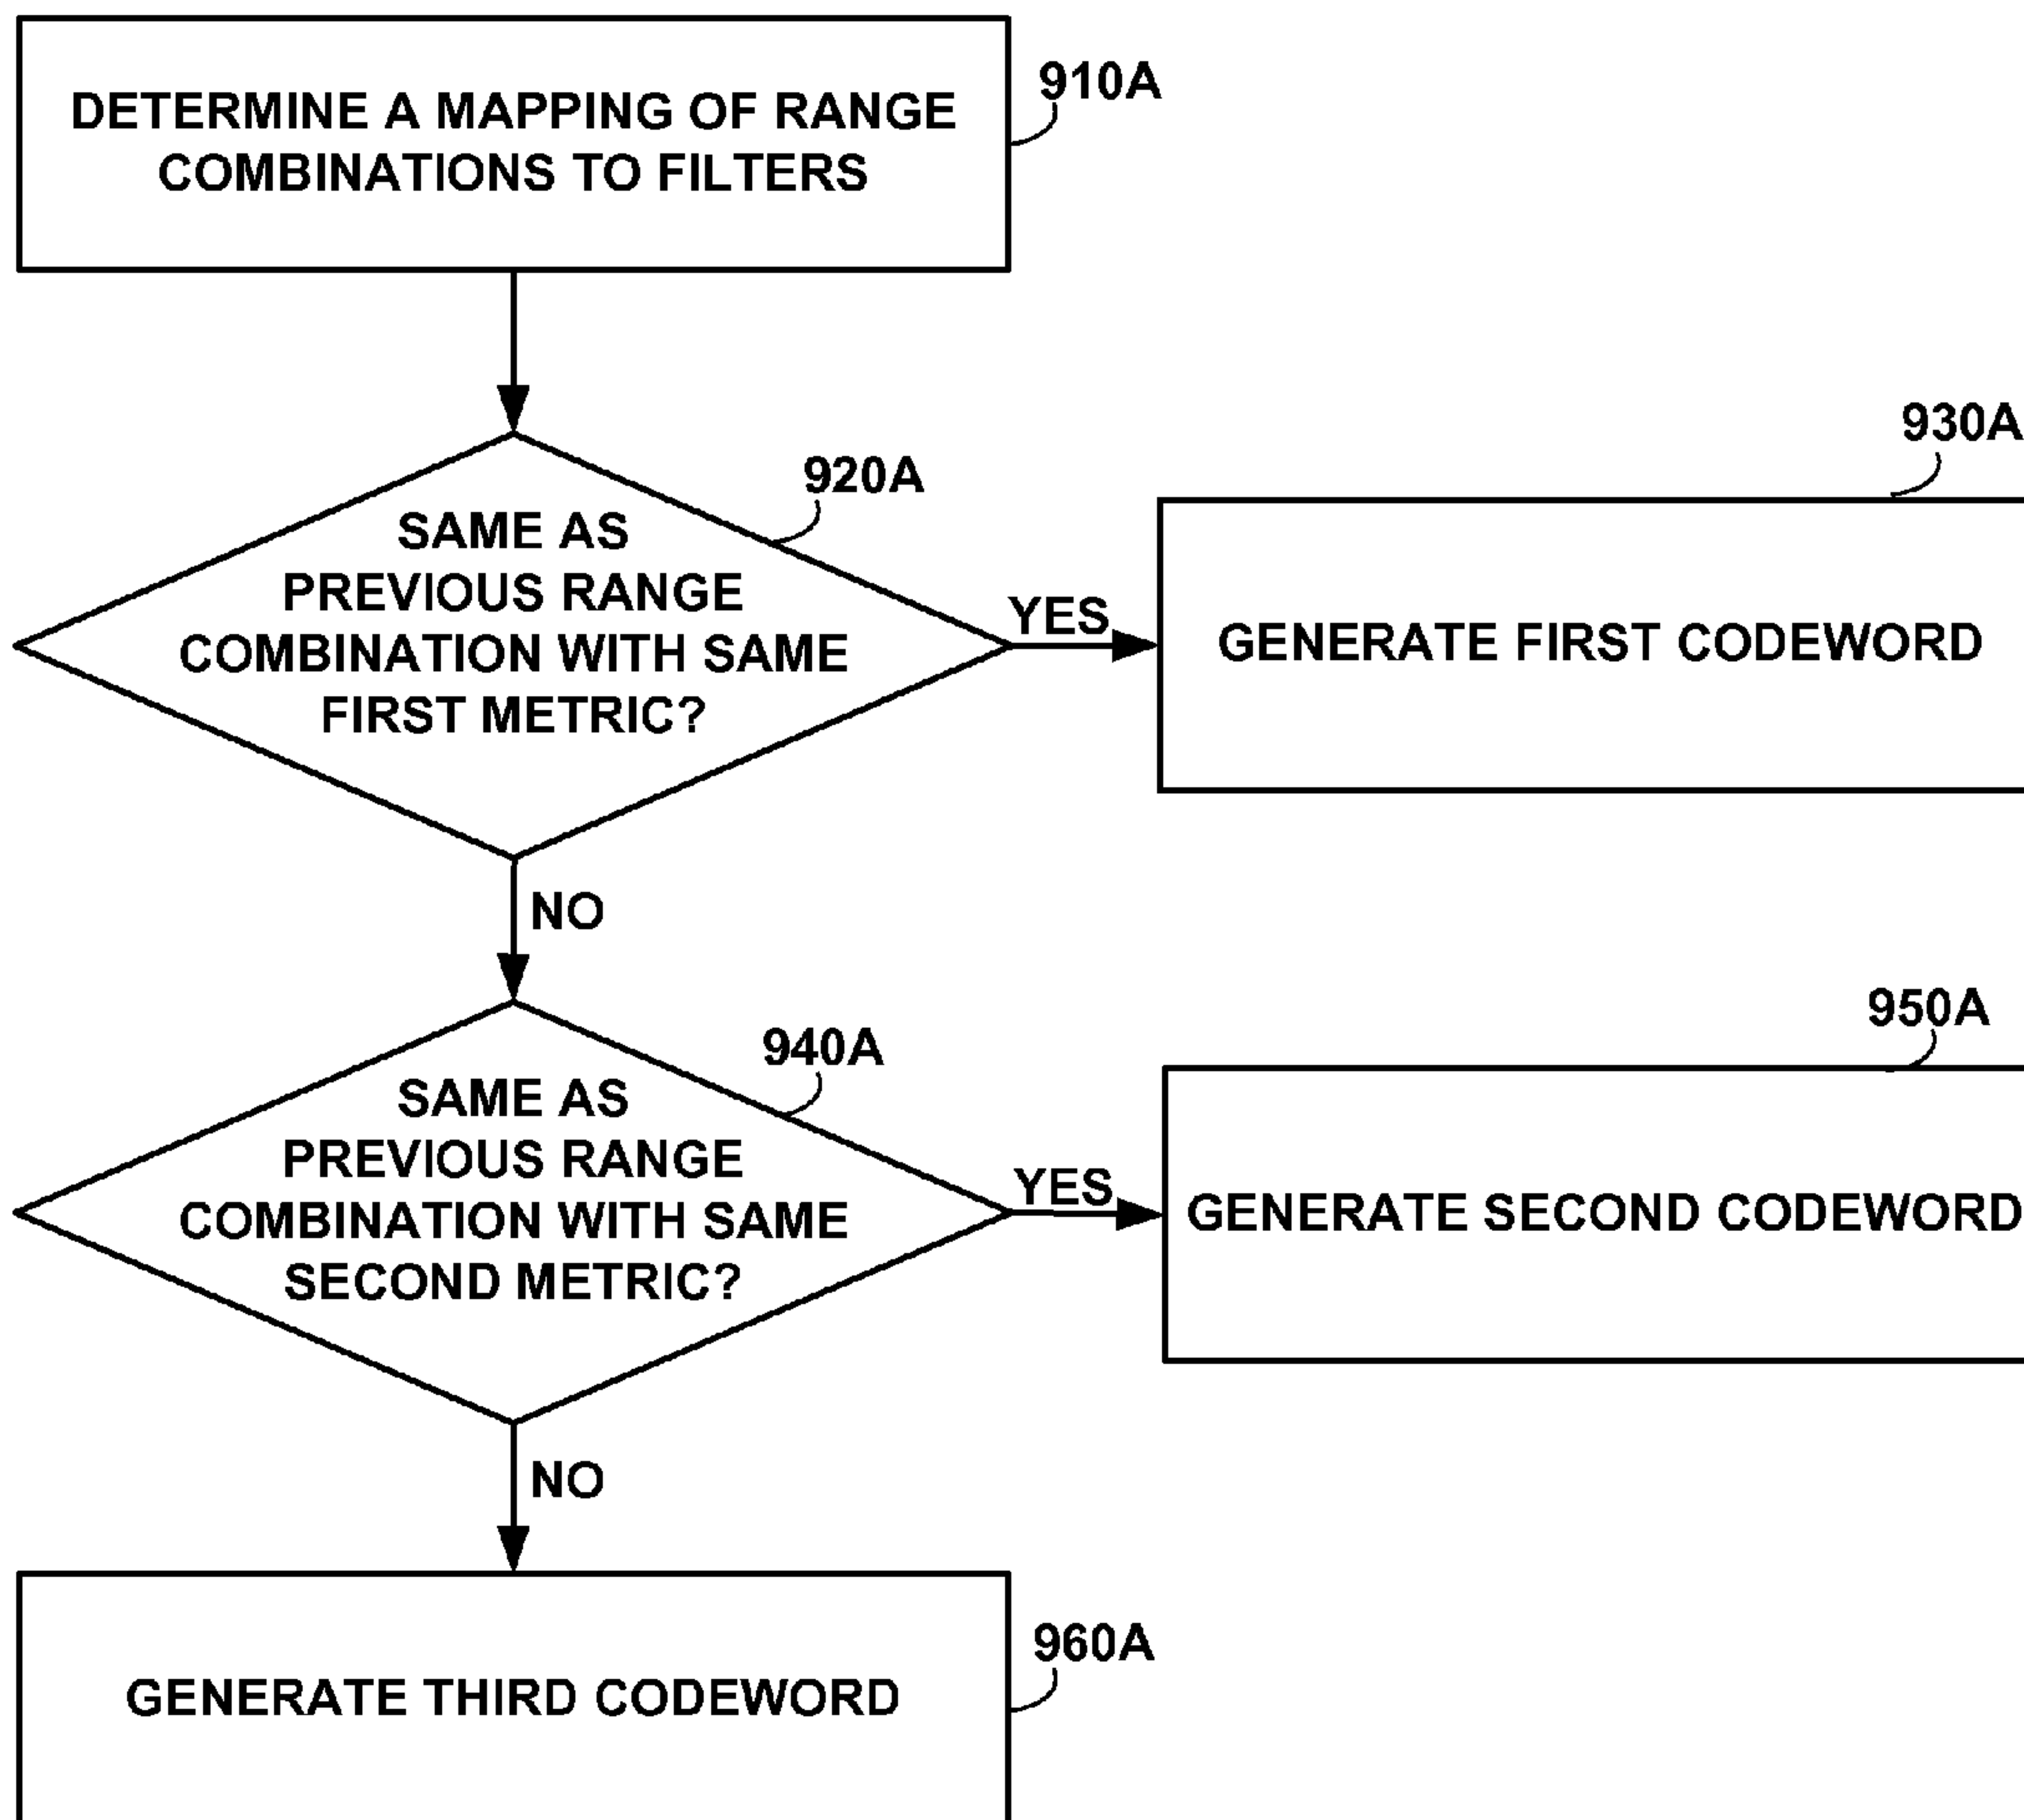 DETERMINE A MAPPING OF RANGE
COMBINATIONS TO FILTERS
910A
920A
SAME AS
PREVIOUS RANGE
COMBINATION WITH SAME
FIRST METRIC?
YES
930A
GENERATE FIRST CODEWORD
NO
940A
SAME AS
PREVIOUS RANGE
COMBINATION WITH SAME
SECOND METRIC?
YES
950A
GENERATE SECOND CODEWORD
NO
960A
GENERATE THIRD CODEWORD